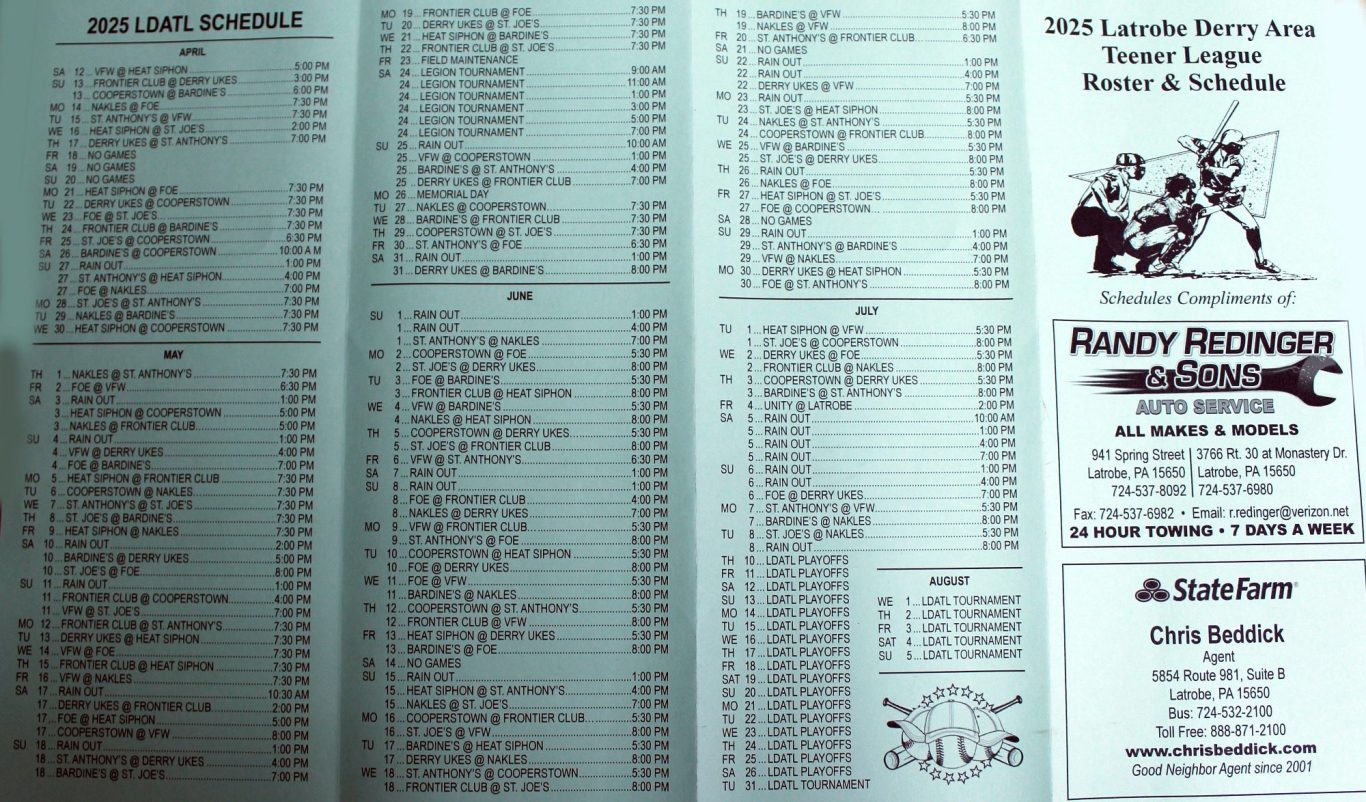 2025 LDATL SCHEDULE
APRIL
SA 12...VFW @ HEAT SIPHON 5:00 PM
SU 13...FRONTIER CLUB @ DERRY UKES 3:00 PM
13...COOPERSTOWN @ BARDINE'S 6:00 PM
MO 14...NAKLES @ FOE 7:30 PM
TU 15...ST. ANTHONY'S @ VFW 7:30 PM
WE 16...HEAT SIPHON @ ST. JOE'S 2:00 PM
TH 17...DERRY UKES @ ST. ANTHONY'S 7:00 PM
FR 18...NO GAMES
SA 19...NO GAMES
SU 20...NO GAMES
MO 21...HEAT SIPHON @ FOE 7:30 PM
TU 22...DERRY UKES @ COOPERSTOWN 7:30 PM
WE 23...FOE @ ST. JOE'S 7:30 PM
TH 24...FRONTIER CLUB @ BARDINE'S 7:30 PM
FR 25...ST. JOE'S @ COOPERSTOWN 6:30 PM
SA 26...BARDINE'S @ COOPERSTOWN 10:00 AM
SU 27...RAIN OUT 1:00 PM
27...ST. ANTHONY'S @ HEAT SIPHON 4:00 PM
27...FOE @ NAKLES 7:00 PM
MO 28...ST. JOE'S @ ST. ANTHONY'S 7:30 PM
TU 29...NAKLES @ BARDINE'S 7:30 PM
WE 30...HEAT SIPHON @ COOPERSTOWN 7:30 PM
MAY
TH 1...NAKLES @ ST. ANTHONY'S 7:30 PM
FR 2...FOE @ VFW 6:30 PM
SA 3...RAIN OUT 1:00 PM
3...HEAT SIPHON @ COOPERSTOWN 5:00 PM
3...NAKLES @ FRONTIER CLUB 5:00 PM
SU 4...RAIN OUT 1:00 PM
4...VFW @ DERRY UKES 4:00 PM
4...FOE @ BARDINE'S 7:00 PM
MO 5...HEAT SIPHON @ FRONTIER CLUB 7:30 PM
TU 6...COOPERSTOWN @ NAKLES 7:30 PM
WE 7...ST. ANTHONY'S @ ST. JOE'S 7:30 PM
TH 8...ST. JOE'S @ BARDINE'S 7:30 PM
FR 9...HEAT SIPHON @ NAKLES 7:30 PM
SA 10...RAIN OUT 2:00 PM
10...BARDINE'S @ DERRY UKES 5:00 PM
10...ST. JOE'S @ FOE 8:00 PM
SU 11...RAIN OUT 1:00 PM
11...FRONTIER CLUB @ COOPERSTOWN 4:00 PM
11...VFW @ ST. JOE'S 7:00 PM
MO 12...FRONTIER CLUB @ ST. ANTHONY'S 7:30 PM
TU 13...DERRY UKES @ HEAT SIPHON 7:30 PM
WE 14...VFW @ FOE 7:30 PM
TH 15...FRONTIER CLUB @ HEAT SIPHON 7:30 PM
FR 16...VFW @ NAKLES 7:30 PM
SA 17...RAIN OUT 10:30 AM
17...DERRY UKES @ FRONTIER CLUB 2:00 PM
17...FOE @ HEAT SIPHON 5:00 PM
17...COOPERSTOWN @ VFW 8:00 PM
SU 18...RAIN OUT 1:00 PM
18...ST. ANTHONY'S @ DERRY UKES 4:00 PM
18...BARDINE'S @ ST. JOE'S 7:00 PM
MO 19...FRONTIER CLUB @ FOE 7:30 PM
TU 20...DERRY UKES @ ST. JOE'S 7:30 PM
WE 21...HEAT SIPHON @ BARDINE'S 7:30 PM
TH 22...FRONTIER CLUB @ ST. JOE'S 7:30 PM
FR 23...FIELD MAINTENANCE
SA 24...LEGION TOURNAMENT 9:00 AM
24...LEGION TOURNAMENT 11:00 AM
24...LEGION TOURNAMENT 1:00 PM
24...LEGION TOURNAMENT 3:00 PM
24...LEGION TOURNAMENT 5:00 PM
24...LEGION TOURNAMENT 7:00 PM
SU 25...RAIN OUT 10:00 AM
25...VFW @ COOPERSTOWN 1:00 PM
25...BARDINE'S @ ST. ANTHONY'S 4:00 PM
25...DERRY UKES @ FRONTIER CLUB 7:00 PM
MO 26...MEMORIAL DAY
TU 27...NAKLES @ COOPERSTOWN 7:30 PM
WE 28...BARDINE'S @ FRONTIER CLUB 7:30 PM
TH 29...COOPERSTOWN @ ST. JOE'S 7:30 PM
FR 30...ST. ANTHONY'S @ FOE 6:30 PM
SA 31...RAIN OUT 1:00 PM
31...DERRY UKES @ BARDINE'S 8:00 PM
JUNE
SU 1...RAIN OUT 1:00 PM
1...RAIN OUT 4:00 PM
1...ST. ANTHONY'S @ NAKLES 7:00 PM
MO 2...COOPERSTOWN @ FOE 5:30 PM
2...ST. JOE'S @ DERRY UKES 8:00 PM
TU 3...FOE @ BARDINE'S 5:30 PM
3...FRONTIER CLUB @ HEAT SIPHON 8:00 PM
WE 4...VFW @ BARDINE'S 5:30 PM
4...NAKLES @ HEAT SIPHON 8:00 PM
TH 5...COOPERSTOWN @ DERRY UKES 5:30 PM
5...ST. JOE'S @ FRONTIER CLUB 8:00 PM
FR 6...VFW @ ST. ANTHONY'S 6:30 PM
SA 7...RAIN OUT 1:00 PM
SU 8...RAIN OUT 1:00 PM
8...FOE @ FRONTIER CLUB 4:00 PM
8...NAKLES @ DERRY UKES 7:00 PM
MO 9...VFW @ FRONTIER CLUB 5:30 PM
9...ST. ANTHONY'S @ FOE 8:00 PM
TU 10...COOPERSTOWN @ HEAT SIPHON 5:30 PM
10...FOE @ DERRY UKES 8:00 PM
WE 11...FOE @ VFW 5:30 PM
11...BARDINE'S @ NAKLES 8:00 PM
TH 12...COOPERSTOWN @ ST. ANTHONY'S 5:30 PM
12...FRONTIER CLUB @ VFW 8:00 PM
FR 13...HEAT SIPHON @ DERRY UKES 5:30 PM
13...BARDINE'S @ FOE 8:00 PM
SA 14...NO GAMES
SU 15...RAIN OUT 1:00 PM
15...HEAT SIPHON @ ST. ANTHONY'S 4:00 PM
15...NAKLES @ ST. JOE'S 7:00 PM
MO 16...COOPERSTOWN @ FRONTIER CLUB 5:30 PM
16...ST. JOE'S @ VFW 8:00 PM
TU 17...BARDINE'S @ HEAT SIPHON 5:30 PM
17...DERRY UKES @ NAKLES 8:00 PM
WE 18...ST. ANTHONY'S @ COOPERSTOWN 5:30 PM
18...FRONTIER CLUB @ ST. JOE'S 8:00 PM
TH 19...BARDINE'S @ VFW 5:30 PM
19...NAKLES @ VFW 8:00 PM
FR 20...ST. ANTHONY'S @ FRONTIER CLUB 6:30 PM
SA 21...NO GAMES
SU 22...RAIN OUT 1:00 PM
22...RAIN OUT 4:00 PM
22...DERRY UKES @ VFW 7:00 PM
MO 23...RAIN OUT 5:30 PM
23...ST. JOE'S @ HEAT SIPHON 8:00 PM
TU 24...NAKLES @ ST. ANTHONY'S 5:30 PM
24...COOPERSTOWN @ FRONTIER CLUB 8:00 PM
WE 25...VFW @ BARDINE'S 5:30 PM
25...ST. JOE'S @ DERRY UKES 8:00 PM
TH 26...RAIN OUT 5:30 PM
26...NAKLES @ FOE 8:00 PM
FR 27...HEAT SIPHON @ ST. JOE'S 5:30 PM
27...FOE @ COOPERSTOWN 8:00 PM
SA 28...NO GAMES
SU 29...RAIN OUT 1:00 PM
29...ST. ANTHONY'S @ BARDINE'S 4:00 PM
29...VFW @ NAKLES 7:00 PM
MO 30...DERRY UKES @ HEAT SIPHON 5:30 PM
30...FOE @ ST. ANTHONY'S 8:00 PM
JULY
TU 1...HEAT SIPHON @ VFW 5:30 PM
1...ST. JOE'S @ COOPERSTOWN 8:00 PM
WE 2...DERRY UKES @ FOE 5:30 PM
2...FRONTIER CLUB @ NAKLES 8:00 PM
TH 3...COOPERSTOWN @ DERRY UKES 5:30 PM
3...BARDINE'S @ ST. ANTHONY'S 8:00 PM
FR 4...UNITY @ LATROBE 2:00 PM
SA 5...RAIN OUT 10:00 AM
5...RAIN OUT 1:00 PM
5...RAIN OUT 4:00 PM
5...RAIN OUT 7:00 PM
SU 6...RAIN OUT 1:00 PM
6...RAIN OUT 4:00 PM
6...FOE @ DERRY UKES 7:00 PM
MO 7...ST. ANTHONY'S @ VFW 5:30 PM
7...BARDINE'S @ NAKLES 8:00 PM
TU 8...ST. JOE'S @ NAKLES 5:30 PM
8...RAIN OUT 8:00 PM
TH 10...LDATL PLAYOFFS
FR 11...LDATL PLAYOFFS
SA 12...LDATL PLAYOFFS
SU 13...LDATL PLAYOFFS
MO 14...LDATL PLAYOFFS
TU 15...LDATL PLAYOFFS
WE 16...LDATL PLAYOFFS
TH 17...LDATL PLAYOFFS
FR 18...LDATL PLAYOFFS
SAT 19...LDATL PLAYOFFS
SU 20...LDATL PLAYOFFS
MO 21...LDATL PLAYOFFS
TU 22...LDATL PLAYOFFS
WE 23...LDATL PLAYOFFS
TH 24...LDATL PLAYOFFS
FR 25...LDATL PLAYOFFS
SA 26...LDATL PLAYOFFS
TU 31...LDATL TOURNAMENT
AUGUST
WE 1...LDATL TOURNAMENT
TH 2...LDATL TOURNAMENT
FR 3...LDATL TOURNAMENT
SAT 4...LDATL TOURNAMENT
SU 5...LDATL TOURNAMENT
2025 Latrobe Derry Area
Teener League
Roster & Schedule
Schedules Compliments of:
RANDY REDINGER
& SONS
AUTO SERVICE
ALL MAKES & MODELS
941 Spring Street | 3766 Rt. 30 at Monastery Dr.
Latrobe, PA 15650 | Latrobe, PA 15650
724-537-8092 | 724-537-6980
Fax: 724-537-6982 • Email: r.redinger@verizon.net
24 HOUR TOWING • 7 DAYS A WEEK
StateFarm®
Chris Beddick
Agent
5854 Route 981, Suite B
Latrobe, PA 15650
Bus: 724-532-2100
Toll Free: 888-871-2100
www.chrisbeddick.com
Good Neighbor Agent since 2001